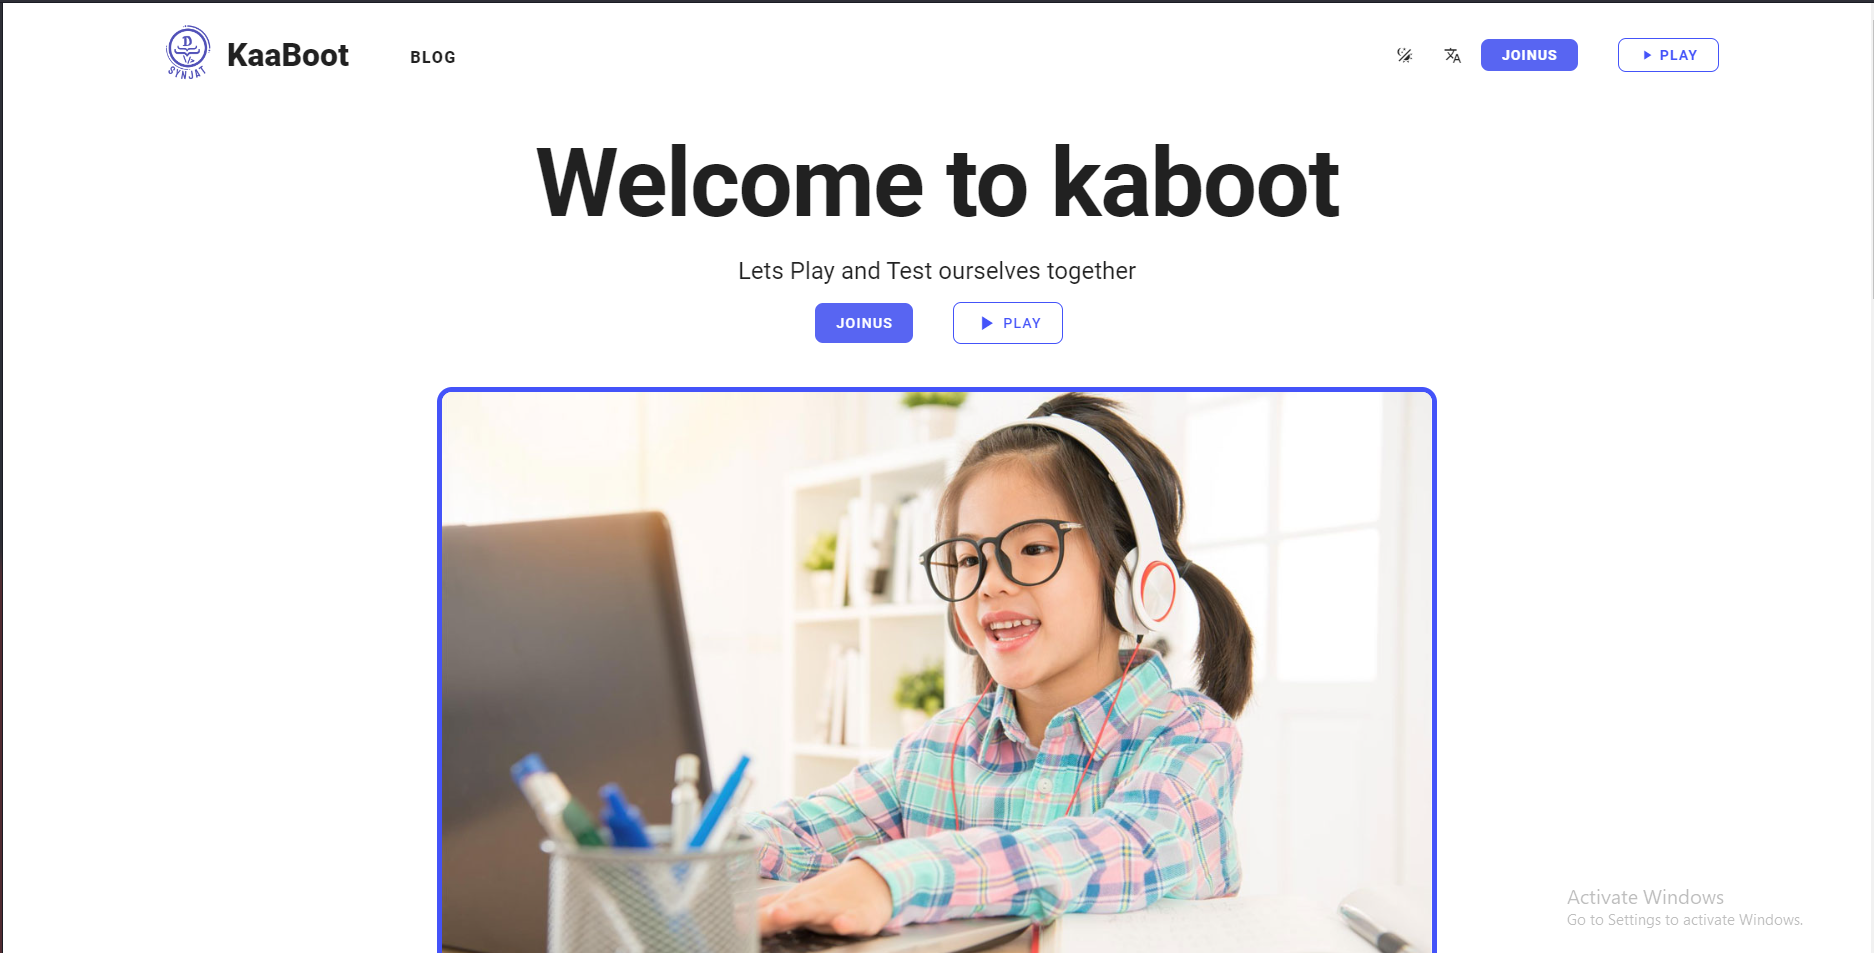 D
</>
SYNJAT
KaaBoot
BLOG
JOINUS
PLAY
Welcome to kaboot
Lets Play and Test ourselves together
JOINUS
PLAY
Activate Windows
Go to Settings to activate Windows.